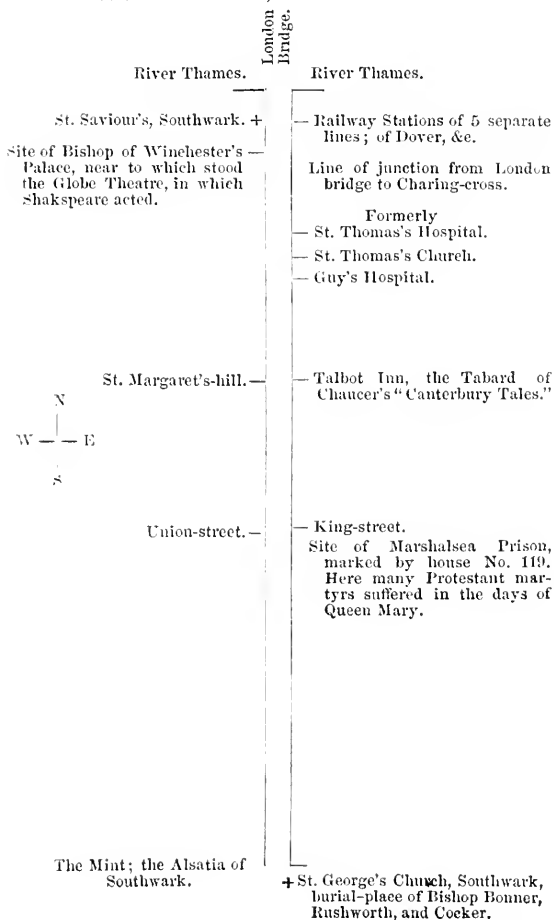 London
Bridge.
River Thames.
River Thames.
St. Saviour's, Southwark. +
Site of Bishop of Winchester's —
Palace, near to which stood
the Globe Theatre, in which
Shakspeare acted.
— Railway Stations of 5 separate
lines; of Dover, &c.
Line of junction from London
bridge to Charing-cross.
Formerly
— St. Thomas's Hospital.
— St. Thomas's Church.
— Guy's Hospital.
St. Margaret's-hill. —
— Talbot Inn, the Tabard of
Chaucer's "Canterbury Tales."
N
W — — E
S
Union-street. —
— King-street.
Site of Marshalsea Prison,
marked by house No. 119.
Here many Protestant mar-
tyrs suffered in the days of
Queen Mary.
The Mint; the Alsatia of
Southwark.
+ St. George's Church, Southwark,
burial-place of Bishop Bonner,
Rushworth, and Cocker.